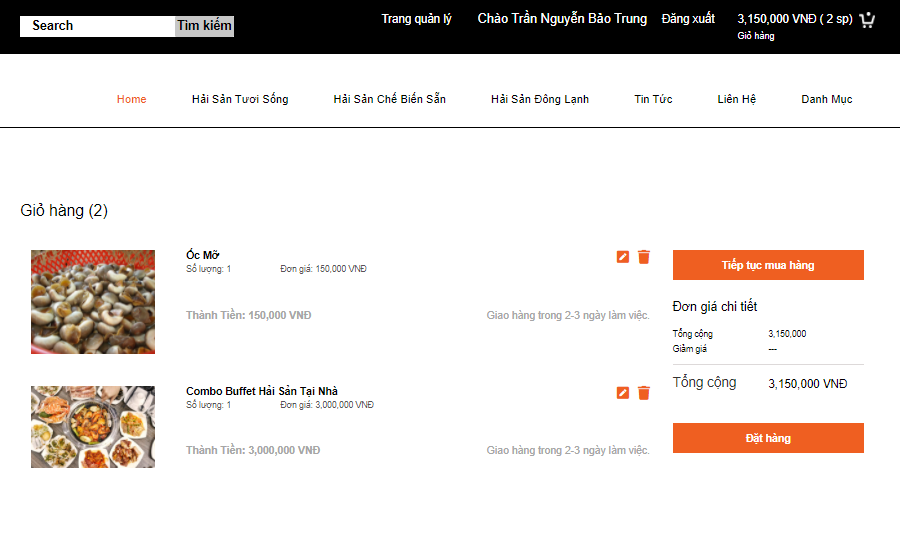 Search
Tìm kiếm
Trang quản lý
Chào Trần Nguyễn Bảo Trung
Đăng xuất
3,150,000 VNĐ ( 2 sp)
Giỏ hàng
Home
Hải Sản Tươi Sống
Hải Sản Chế Biến Sẵn
Hải Sản Đông Lạnh
Tin Tức
Liên Hệ
Danh Mục
Giỏ hàng (2)
Ốc Mỡ
Số lượng: 1
Đơn giá: 150,000 VNĐ
Thành Tiền: 150,000 VNĐ
Giao hàng trong 2-3 ngày làm việc.
Combo Buffet Hải Sản Tại Nhà
Số lượng: 1
Đơn giá: 3,000,000 VNĐ
Thành Tiền: 3,000,000 VNĐ
Giao hàng trong 2-3 ngày làm việc.
Tiếp tục mua hàng
Đơn giá chi tiết
Tổng cộng 3,150,000
Giảm giá ---
Tổng cộng 3,150,000 VNĐ
Đặt hàng